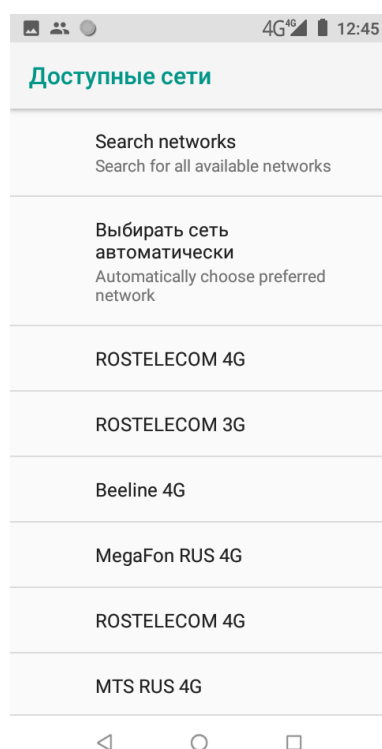 4G 4G 12:45
Доступные сети
Search networks
Search for all available networks
Выбирать сеть
автоматически
Automatically choose preferred
network
ROSTELECOM 4G
ROSTELECOM 3G
Beeline 4G
MegaFon RUS 4G
ROSTELECOM 4G
MTS RUS 4G